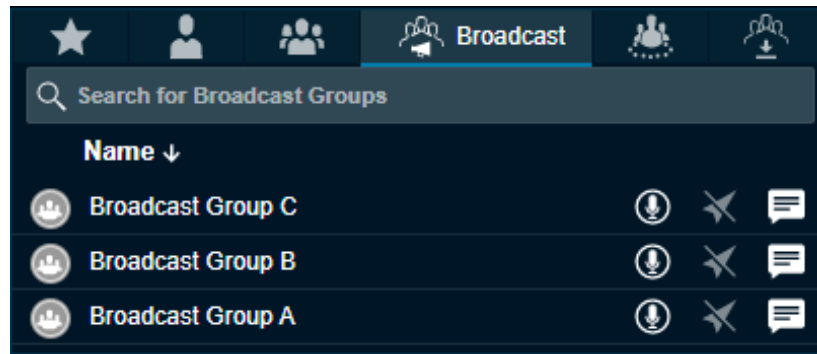 Broadcast
Search for Broadcast Groups
Name ↓
Broadcast Group C
Broadcast Group B
Broadcast Group A